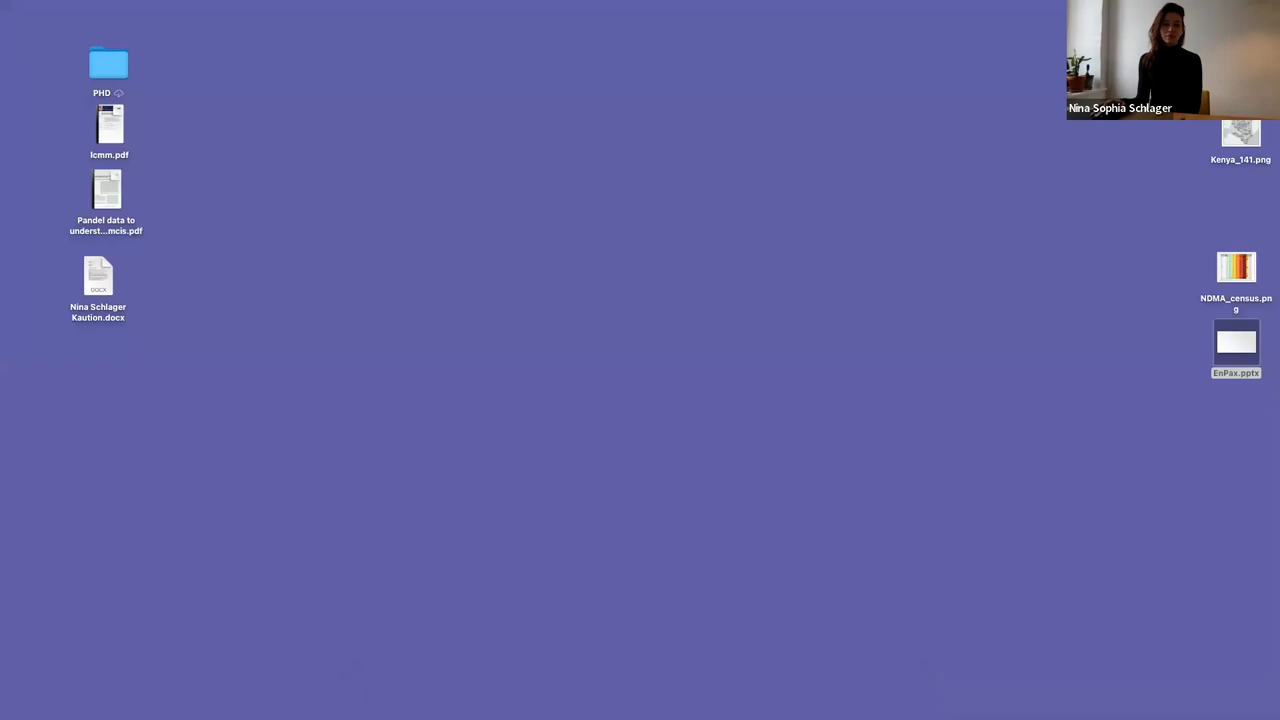 Nina Sophia Schlager
PHD
lcmm.pdf
Pandel data to
underst...mcis.pdf
DOCX
Nina Schlager
Kaution.docx
Kenya_141.png
NDMA_census.pn
g
EnPax.pptx